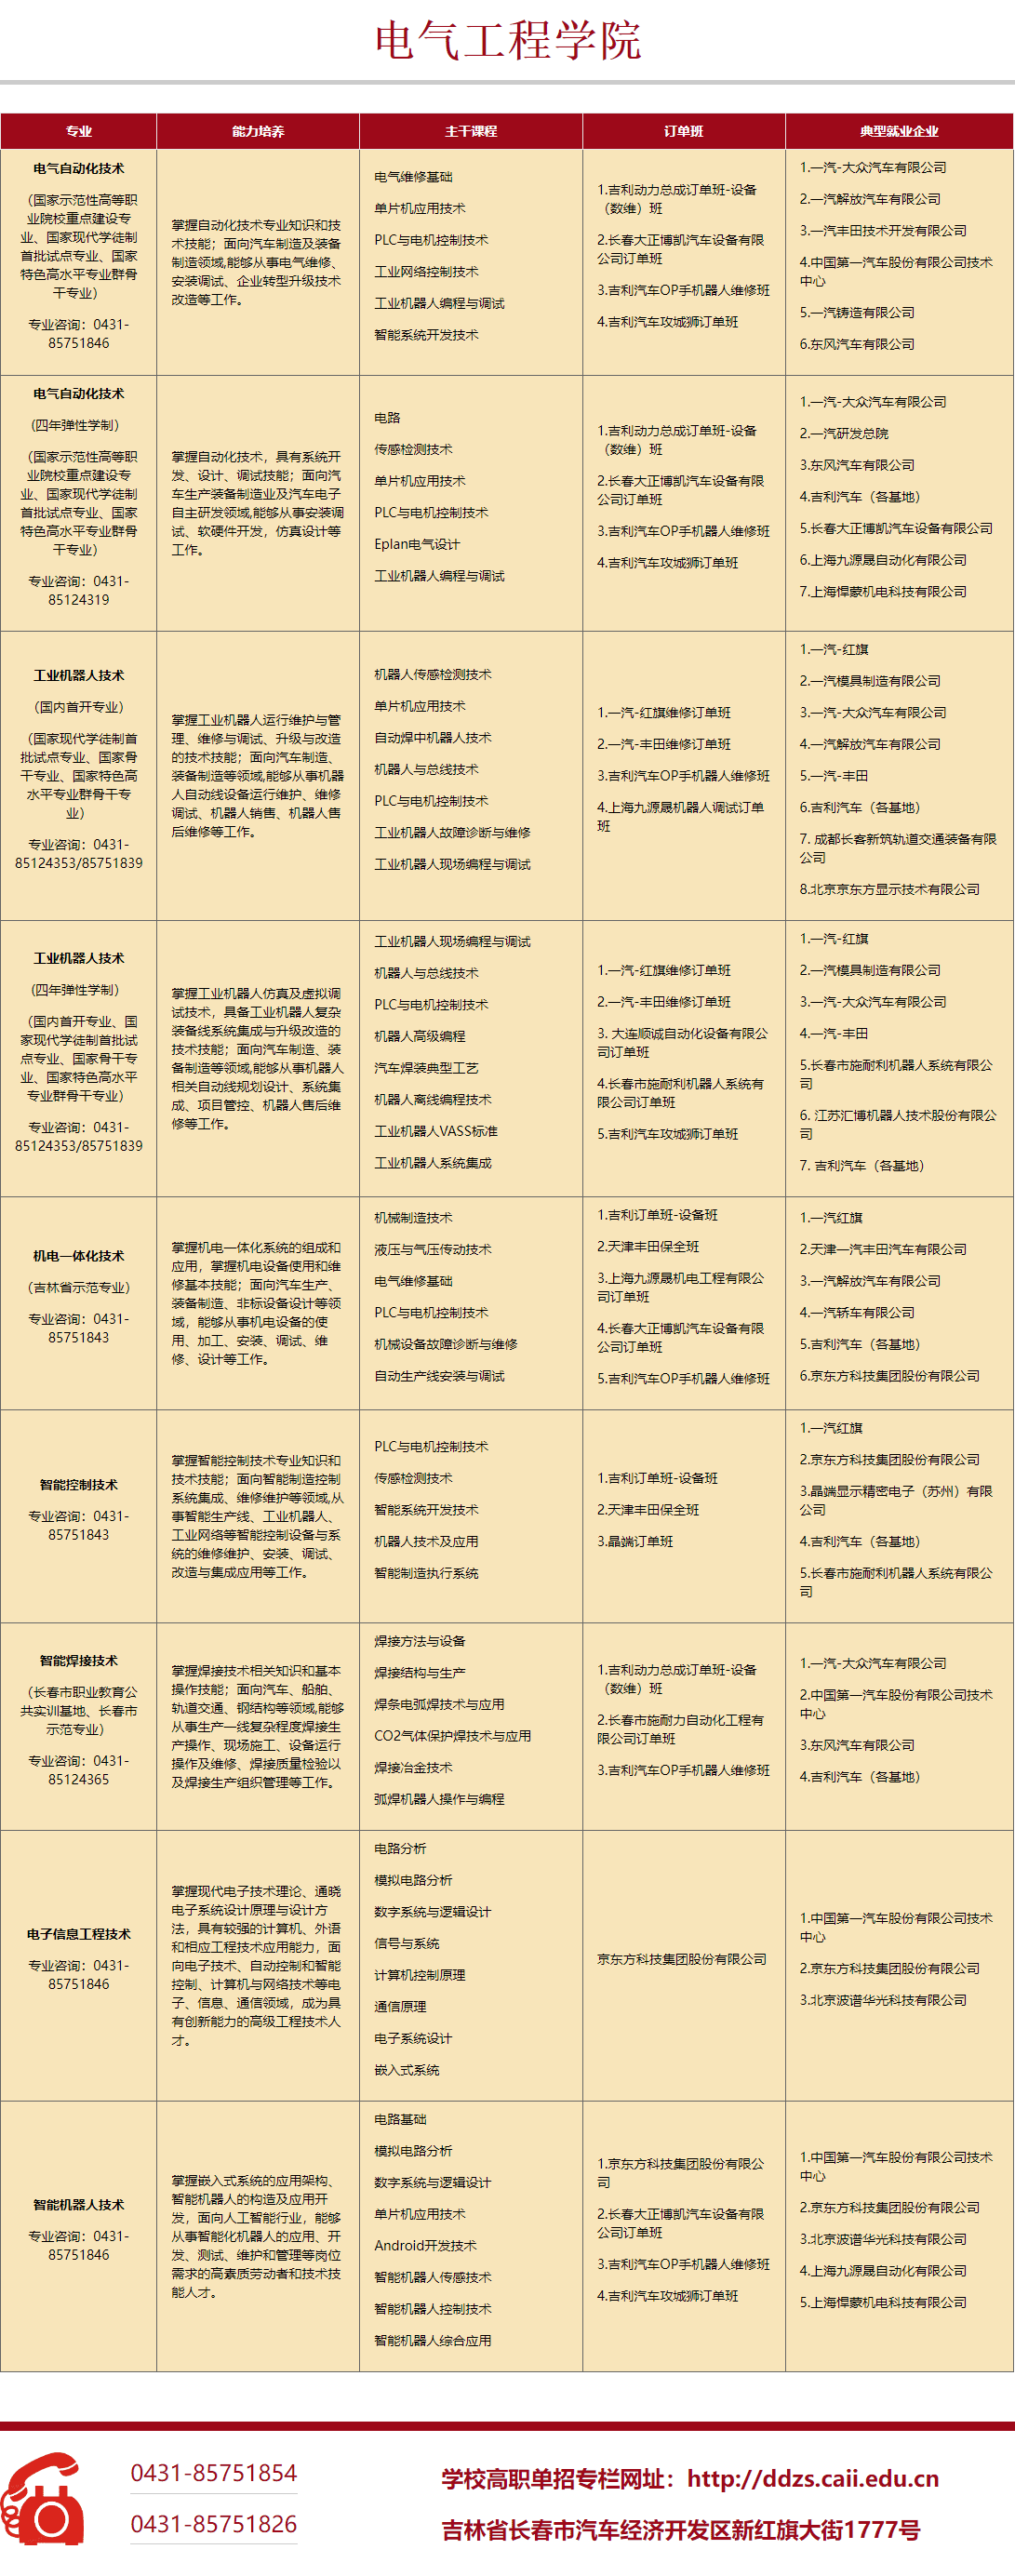 电气工程学院
专业
能力培养
主干课程
订单班
典型就业企业
电气自动化技术
（国家示范性高等职
业院校重点建设专
业、国家现代学徒制
首批试点专业、国家
特色高水平专业群骨
干专业）
专业咨询：0431-
85751846
掌握自动化技术专业知识和技
术技能；面向汽车制造及装备
制造领域,能够从事电气维修、
安装调试、企业转型升级技术
改造等工作。
电气维修基础
单片机应用技术
PLC与电机控制技术
工业网络控制技术
工业机器人编程与调试
智能系统开发技术
1.吉利动力总成订单班-设备
（数维）班
2.长春大正博凯汽车设备有限
公司订单班
3.吉利汽车OP手机器人维修班
4.吉利汽车攻城狮订单班
1.一汽-大众汽车有限公司
2.一汽解放汽车有限公司
3.一汽丰田技术开发有限公司
4.中国第一汽车股份有限公司技术
中心
5.一汽铸造有限公司
6.东风汽车有限公司
电气自动化技术
(四年弹性学制）
（国家示范性高等职
业院校重点建设专
业、国家现代学徒制
首批试点专业、国家
特色高水平专业群骨
干专业）
专业咨询：0431-
85124319
掌握自动化技术，具有系统开
发、设计、调试技能；面向汽
车生产装备制造业及汽车电子
自主研发领域,能够从事安装调
试、软硬件开发，仿真设计等
工作。
电路
传感检测技术
单片机应用技术
PLC与电机控制技术
Eplan电气设计
工业机器人编程与调试
1.吉利动力总成订单班-设备
（数维）班
2.长春大正博凯汽车设备有限
公司订单班
3.吉利汽车OP手机器人维修班
4.吉利汽车攻城狮订单班
1.一汽-大众汽车有限公司
2.一汽研发总院
3.东风汽车有限公司
4.吉利汽车（各基地）
5.长春大正博凯汽车设备有限公司
6.上海九源晟自动化有限公司
7.上海悍蒙机电科技有限公司
工业机器人技术
（国内首开专业）
（国家现代学徒制首
批试点专业、国家骨
干专业、国家特色高
水平专业群骨干专
业）
专业咨询：0431-
85124353/85751839
掌握工业机器人运行维护与管
理、维修与调试、升级与改造
的技术技能；面向汽车制造、
装备制造等领域,能够从事机器
人自动线设备运行维护、维修
调试、机器人销售、机器人售
后维修等工作。
机器人传感检测技术
单片机应用技术
自动焊中机器人技术
机器人与总线技术
PLC与电机控制技术
工业机器人故障诊断与维修
工业机器人现场编程与调试
1.一汽-红旗维修订单班
2.一汽-丰田维修订单班
3.吉利汽车OP手机器人维修班
4.上海九源晟机器人调试订单
班
1.一汽-红旗
2.一汽模具制造有限公司
3.一汽-大众汽车有限公司
4.一汽解放汽车有限公司
5.一汽-丰田
6.吉利汽车（各基地）
7. 成都长客新筑轨道交通装备有限
公司
8.北京京东方显示技术有限公司
工业机器人技术
(四年弹性学制）
（国内首开专业、国
家现代学徒制首批试
点专业、国家骨干专
业、国家特色高水平
专业群骨干专业）
专业咨询：0431-
85124353/85751839
掌握工业机器人仿真及虚拟调
试技术，具备工业机器人复杂
装备线系统集成与升级改造的
技术技能；面向汽车制造、装
备制造等领域,能够从事机器人
相关自动线规划设计、系统集
成、项目管控、机器人售后维
修等工作。
工业机器人现场编程与调试
机器人与总线技术
PLC与电机控制技术
机器人高级编程
汽车焊装典型工艺
机器人离线编程技术
工业机器人VASS标准
工业机器人系统集成
1.一汽-红旗维修订单班
2.一汽-丰田维修订单班
3. 大连顺诚自动化设备有限公
司订单班
4.长春市施耐利机器人系统有
限公司订单班
5.吉利汽车攻城狮订单班
1.一汽-红旗
2.一汽模具制造有限公司
3.一汽-大众汽车有限公司
4.一汽-丰田
5.长春市施耐利机器人系统有限公
司
6. 江苏汇博机器人技术股份有限公
司
7. 吉利汽车（各基地）
机电一体化技术
（吉林省示范专业）
专业咨询：0431-
85751843
掌握机电一体化系统的组成和
应用，掌握机电设备使用和维
修基本技能；面向汽车生产、
装备制造、非标设备设计等领
域，能够从事机电设备的使
用、加工、安装、调试、维
修、设计等工作。
机械制造技术
液压与气压传动技术
电气维修基础
PLC与电机控制技术
机械设备故障诊断与维修
自动生产线安装与调试
1.吉利订单班-设备班
2.天津丰田保全班
3.上海九源晟机电工程有限公
司订单班
4.长春大正博凯汽车设备有限
公司订单班
5.吉利汽车OP手机器人维修班
1.一汽红旗
2.天津一汽丰田汽车有限公司
3.一汽解放汽车有限公司
4.一汽轿车有限公司
5.吉利汽车（各基地）
6.京东方科技集团股份有限公司
智能控制技术
专业咨询：0431-
85751843
掌握智能控制技术专业知识和
技术技能；面向智能制造控制
系统集成、维修维护等领域,从
事智能生产线、工业机器人、
工业网络等智能控制设备与系
统的维修维护、安装、调试、
改造与集成应用等工作。
PLC与电机控制技术
传感检测技术
智能系统开发技术
机器人技术及应用
智能制造执行系统
1.吉利订单班-设备班
2.天津丰田保全班
3.晶端订单班
1.一汽红旗
2.京东方科技集团股份有限公司
3.晶端显示精密电子（苏州）有限
公司
4.吉利汽车（各基地）
5.长春市施耐利机器人系统有限公
司
智能焊接技术
（长春市职业教育公
共实训基地、长春市
示范专业）
专业咨询：0431-
85124365
掌握焊接技术相关知识和基本
操作技能；面向汽车、船舶、
轨道交通、钢结构等领域,能够
从事生产一线复杂程度焊接生
产操作、现场施工、设备运行
操作及维修、焊接质量检验以
及焊接生产组织管理等工作。
焊接方法与设备
焊接结构与生产
焊条电弧焊技术与应用
CO2气体保护焊技术与应用
焊接冶金技术
弧焊机器人操作与编程
1.吉利动力总成订单班-设备
（数维）班
2.长春市施耐力自动化工程有
限公司订单班
3.吉利汽车OP手机器人维修班
1.一汽-大众汽车有限公司
2.中国第一汽车股份有限公司技术
中心
3.东风汽车有限公司
4.吉利汽车（各基地）
电子信息工程技术
专业咨询：0431-
85751846
掌握现代电子技术理论、通晓
电子系统设计原理与设计方
法，具有较强的计算机、外语
和相应工程技术应用能力，面
向电子技术、自动控制和智能
控制、计算机与网络技术等电
子、信息、通信领域，成为具
有创新能力的高级工程技术人
才。
电路分析
模拟电路分析
数字系统与逻辑设计
信号与系统
计算机控制原理
通信原理
电子系统设计
嵌入式系统
京东方科技集团股份有限公司
1.中国第一汽车股份有限公司技术
中心
2.京东方科技集团股份有限公司
3.北京波谱华光科技有限公司
智能机器人技术
专业咨询：0431-
85751846
掌握嵌入式系统的应用架构、
智能机器人的构造及应用开
发，面向人工智能行业，能够
从事智能化机器人的应用、开
发、测试、维护和管理等岗位
需求的高素质劳动者和技术技
能人才。
电路基础
模拟电路分析
数字系统与逻辑设计
单片机应用技术
Android开发技术
智能机器人传感技术
智能机器人控制技术
智能机器人综合应用
1.京东方科技集团股份有限公
司
2.长春大正博凯汽车设备有限
公司订单班
3.吉利汽车OP手机器人维修班
4.吉利汽车攻城狮订单班
1.中国第一汽车股份有限公司技术
中心
2.京东方科技集团股份有限公司
3.北京波谱华光科技有限公司
4.上海九源晟自动化有限公司
5.上海悍蒙机电科技有限公司
0431-85751854
0431-85751826
学校高职单招专栏网址：http://ddzs.caii.edu.cn
吉林省长春市汽车经济开发区新红旗大街1777号